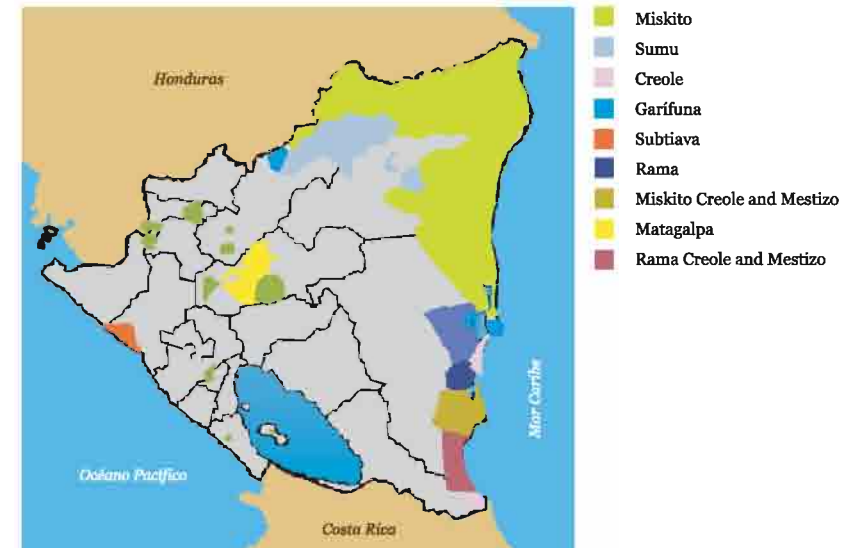 Honduras
Mar Caribe
Océano Pacífico
Costa Rica
Miskito
Sumu
Creole
Garífuna
Subtiava
Rama
Miskito Creole and Mestizo
Matagalpa
Rama Creole and Mestizo